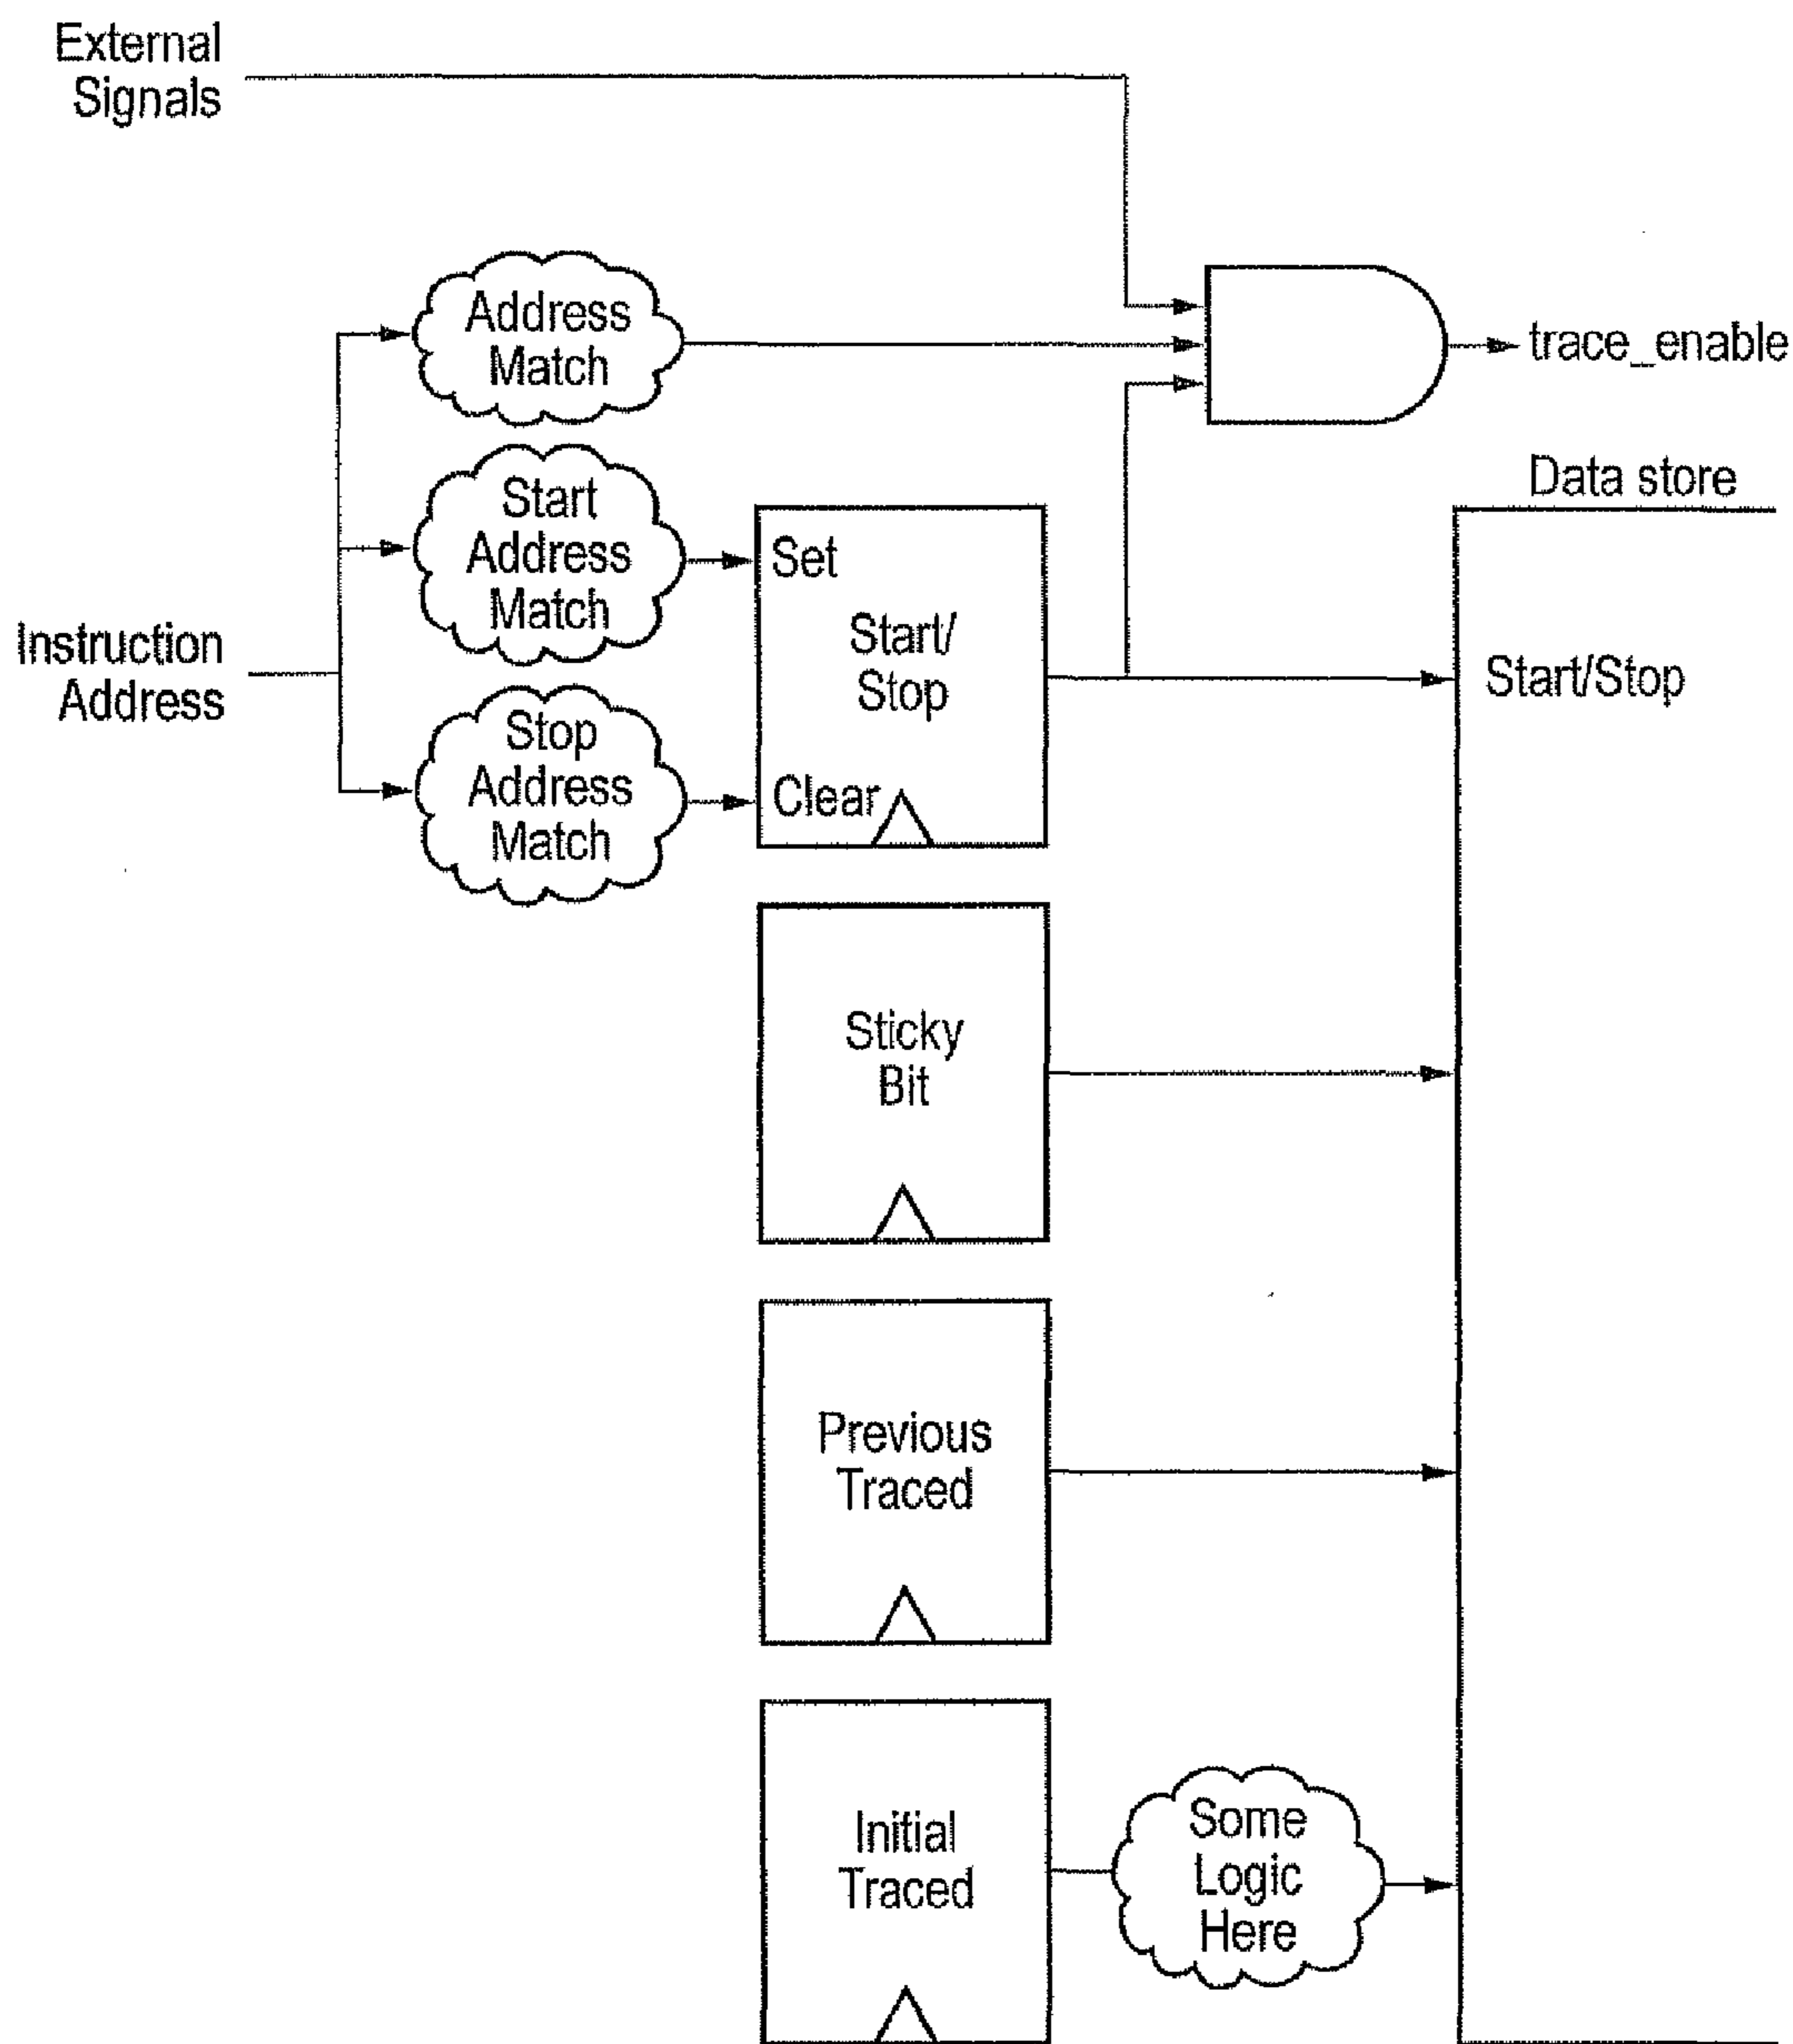 External
Signals
Address
Match
trace_enable
Data store
Start
Address
Match
Set
Start/
Stop
Instruction
Address
Start/Stop
Stop
Address
Match
Clear
Sticky
Bit
Previous
Traced
Initial
Traced
Some
Logic
Here